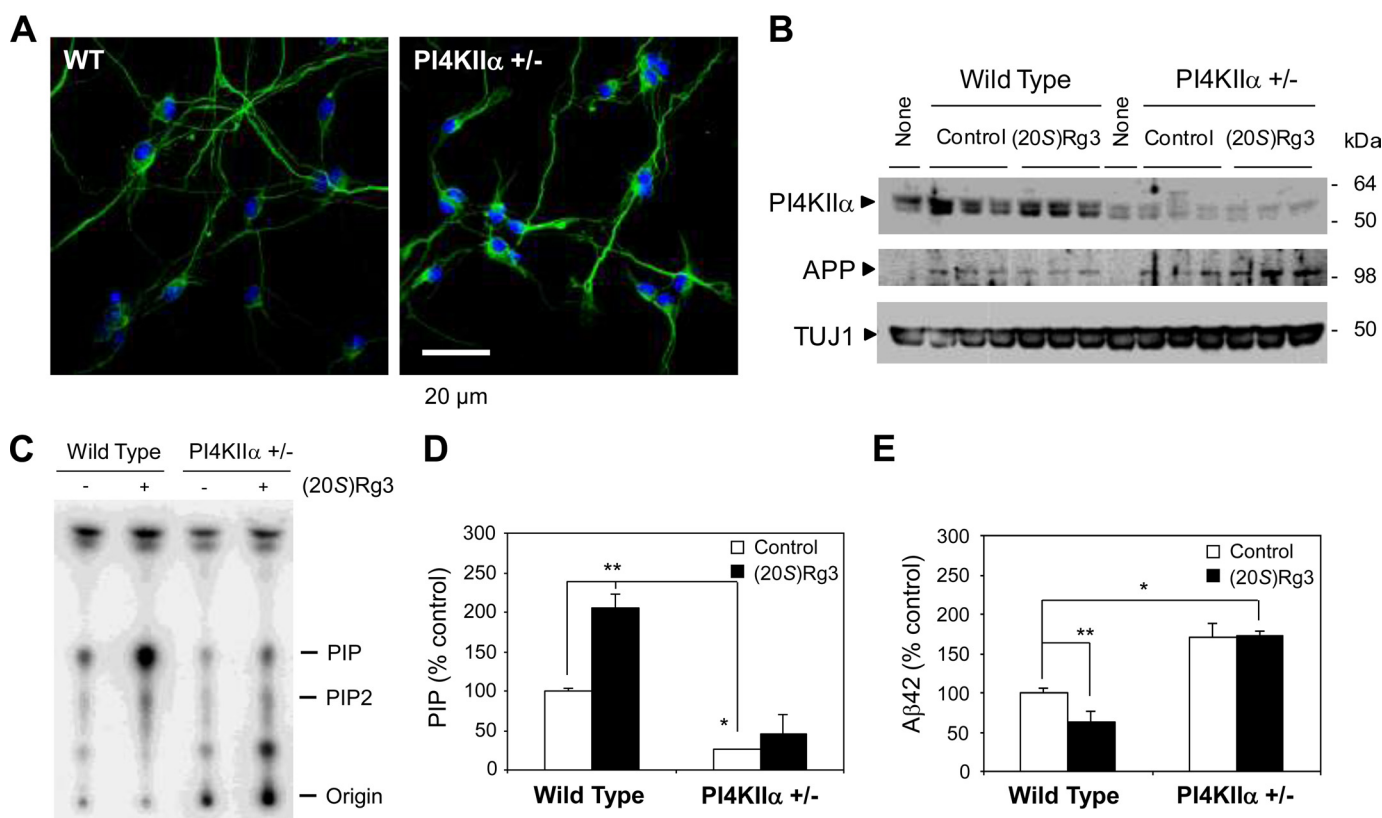 A
WT
PI4KIIα +/-
20 µm
B
Wild Type
PI4KIIα +/-
None
Control
(20S)Rg3
None
Control
(20S)Rg3
kDa
PI4KIIα
- 64
- 50
APP
- 98
TUJ1
- 50
C
Wild Type
PI4KIIα +/-
- + - + (20S)Rg3
PIP
PIP2
Origin
D
PIP (% control)
300
250
200
150
100
50
0
Control
(20S)Rg3
**
*
Wild Type
PI4KIIα +/-
E
Aβ42 (% control)
300
250
200
150
100
50
0
Control
(20S)Rg3
*
**
Wild Type
PI4KIIα +/-